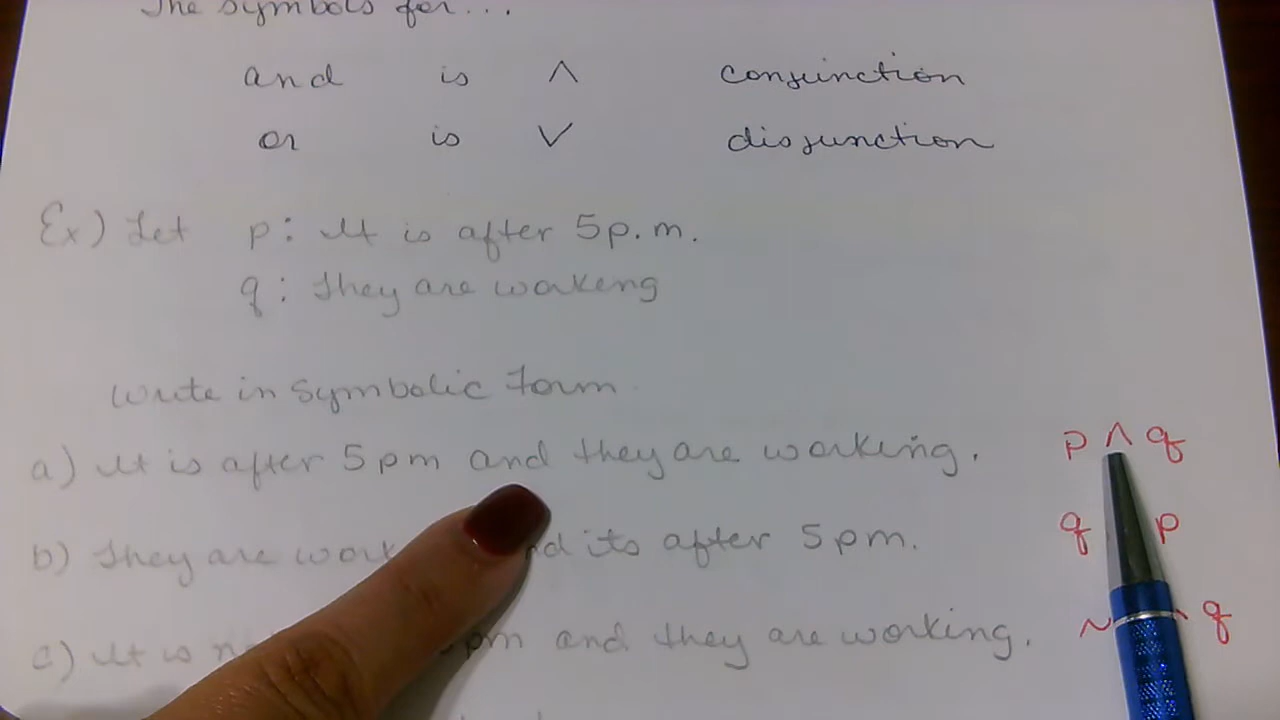 The symbols for...
and is ∧ conjunction
or is ∨ disjunction
Ex) Let p: It is after 5p.m.
q: They are working
Write in symbolic form
a) It is after 5pm and they are working. p ∧ q
b) They are its after 5pm. q p
c) It is pm and they are working. ~ ∧ q